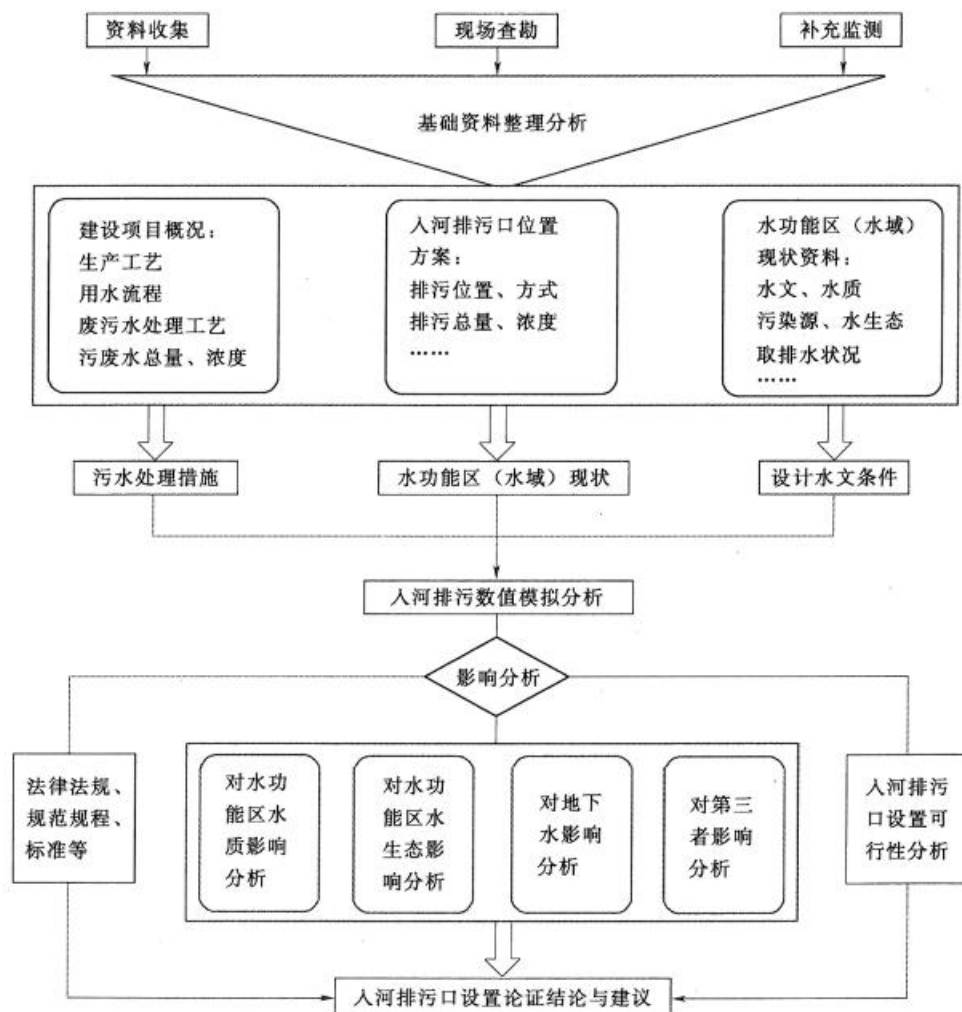 资料收集
现场查勘
补充监测
基础资料整理分析
建设项目概况：
生产工艺
用水流程
废污水处理工艺
污废水总量、浓度
入河排污口位置
方案：
排污位置、方式
排污总量、浓度
……
水功能区（水域）
现状资料：
水文、水质
污染源、水生态
取排水状况
……
污水处理措施
水功能区（水域）现状
设计水文条件
入河排污数值模拟分析
影响分析
法律法规、
规范规程、
标准等
对水功
能区水
质影响
分析
对水功
能区水
生态影
响分析
对地下
水影响
分析
对第三
者影响
分析
入河排污
口设置可
行性分析
入河排污口设置论证结论与建议